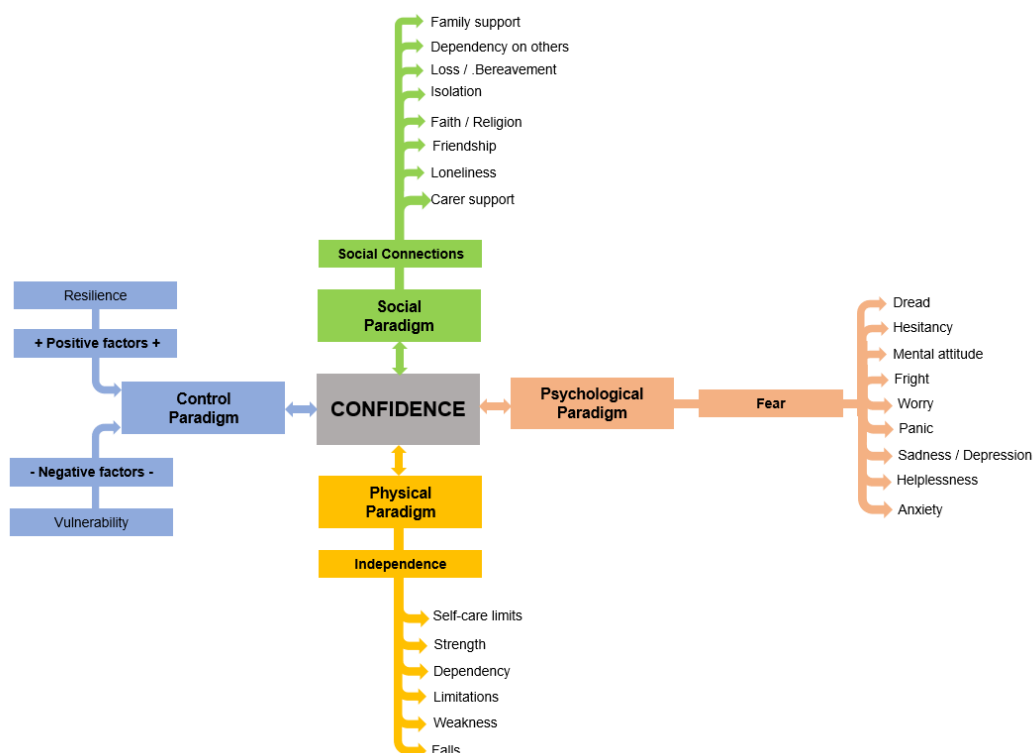 Family support
Dependency on others
Loss / .Bereavement
Isolation
Faith / Religion
Friendship
Loneliness
Carer support
Social Connections
Social
Paradigm
Resilience
+ Positive factors +
Control
Paradigm
- Negative factors -
Vulnerability
CONFIDENCE
Psychological
Paradigm
Fear
Dread
Hesitancy
Mental attitude
Fright
Worry
Panic
Sadness / Depression
Helplessness
Anxiety
Physical
Paradigm
Independence
Self-care limits
Strength
Dependency
Limitations
Weakness
Falls